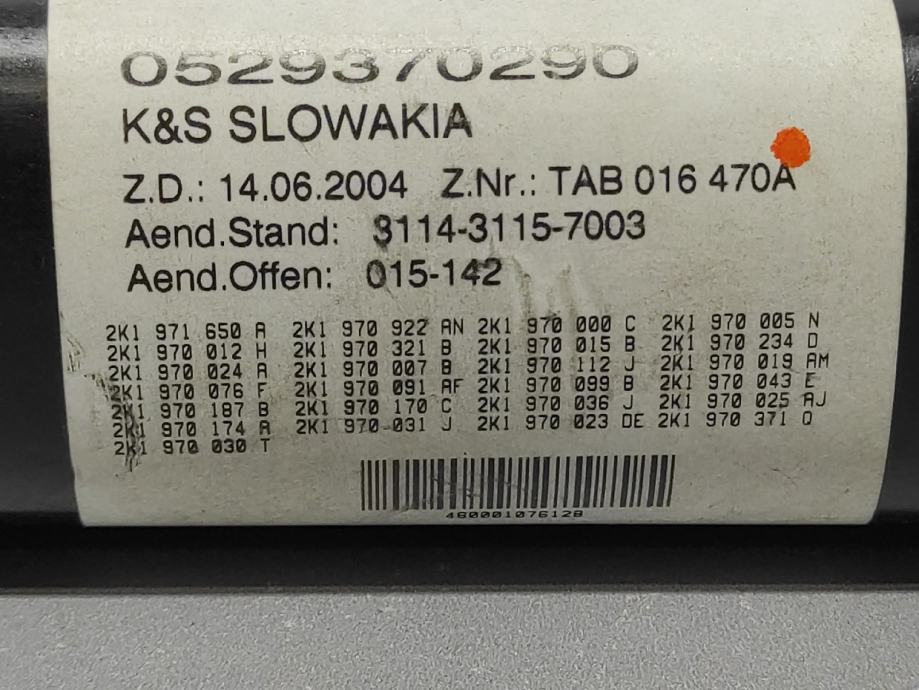 0529370290
K&S SLOWAKIA
Z.D.: 14.06.2004 Z.Nr.: TAB 016 470A
Aend.Stand: 3114-3115-7003
Aend.Offen: 015-142
2K1 971 650 A 2K1 970 922 AN 2K1 970 000 C 2K1 970 005 N
2K1 970 012 H 2K1 970 321 B 2K1 970 015 B 2K1 970 234 D
2K1 970 024 A 2K1 970 007 B 2K1 970 112 J 2K1 970 019 AM
2K1 970 076 F 2K1 970 091 AF 2K1 970 099 B 2K1 970 043 E
2K1 970 187 B 2K1 970 170 C 2K1 970 036 J 2K1 970 025 AJ
2K1 970 174 A 2K1 970 031 J 2K1 970 023 DE 2K1 970 371 Q
2K1 970 030 T
460001076128